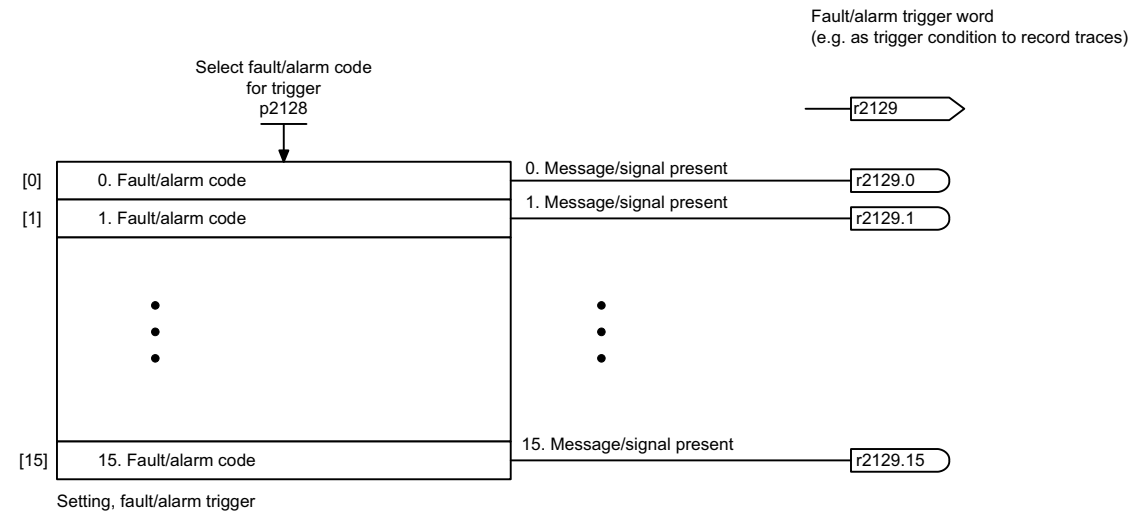 Fault/alarm trigger word
(e.g. as trigger condition to record traces)
Select fault/alarm code
for trigger
p2128
r2129
[0] 0. Fault/alarm code 0. Message/signal present r2129.0
[1] 1. Fault/alarm code 1. Message/signal present r2129.1
[15] 15. Fault/alarm code 15. Message/signal present r2129.15
Setting, fault/alarm trigger